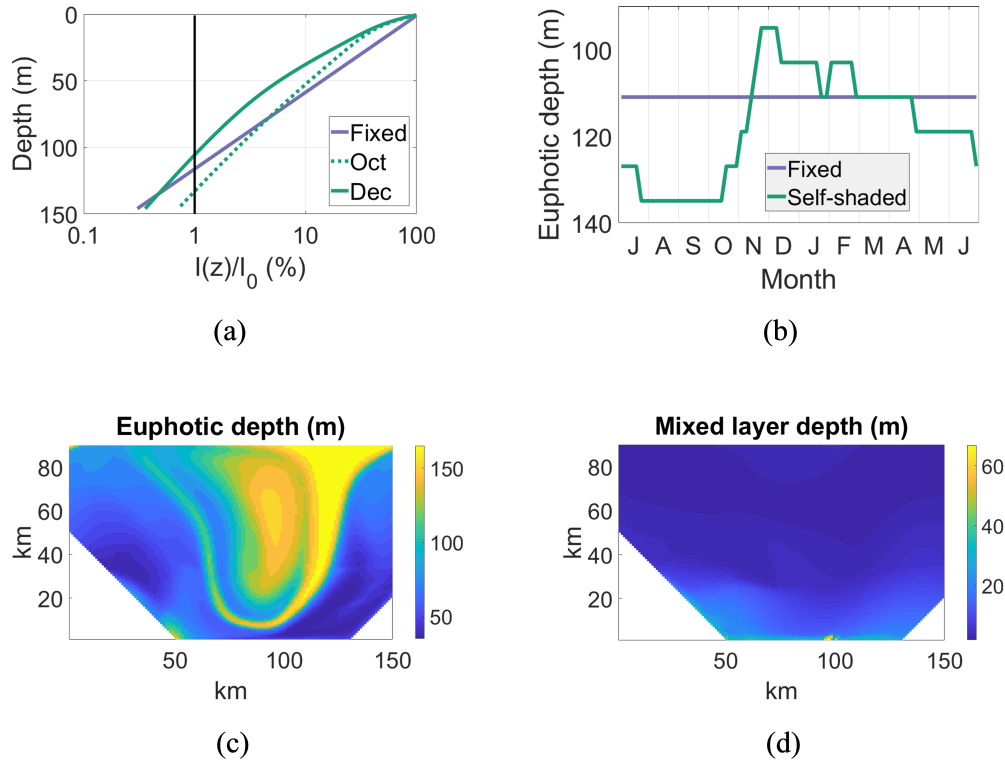 0
50
100
150
Depth (m)
0.1 1 10 100
I(z)/I0 (%)
Fixed
Oct
Dec
(a)
100
120
140
Euphotic depth (m)
Fixed
Self-shaded
J A S O N D J F M A M J
Month
(b)
Euphotic depth (m)
80
60
40
20
km
50 100 150
km
150
100
50
(c)
Mixed layer depth (m)
80
60
40
20
km
50 100 150
km
60
40
20
(d)